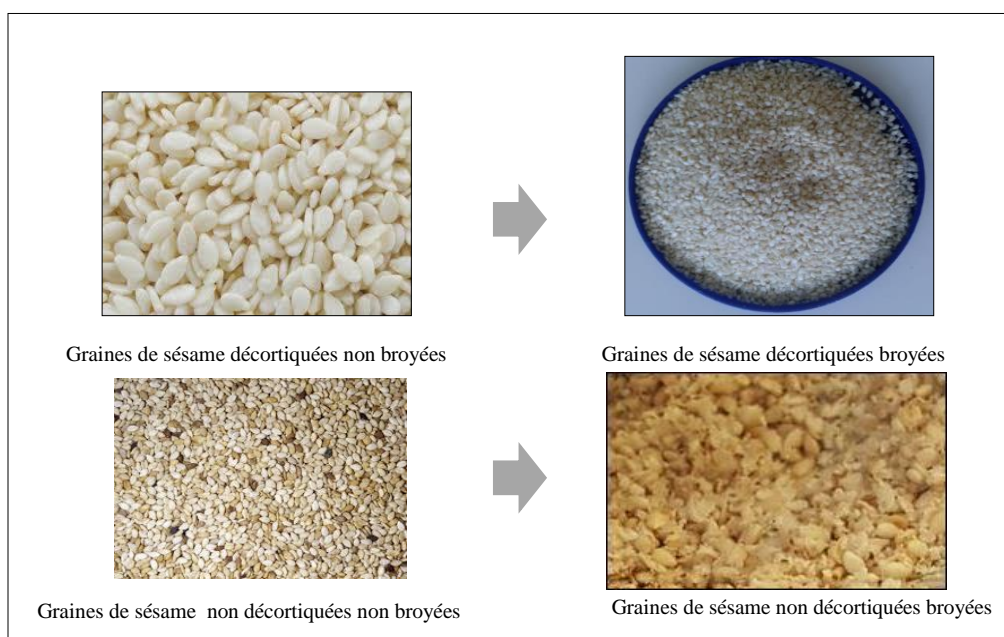 Graines de sésame décortiquées non broyées
Graines de sésame décortiquées broyées
Graines de sésame non décortiquées non broyées
Graines de sésame non décortiquées broyées